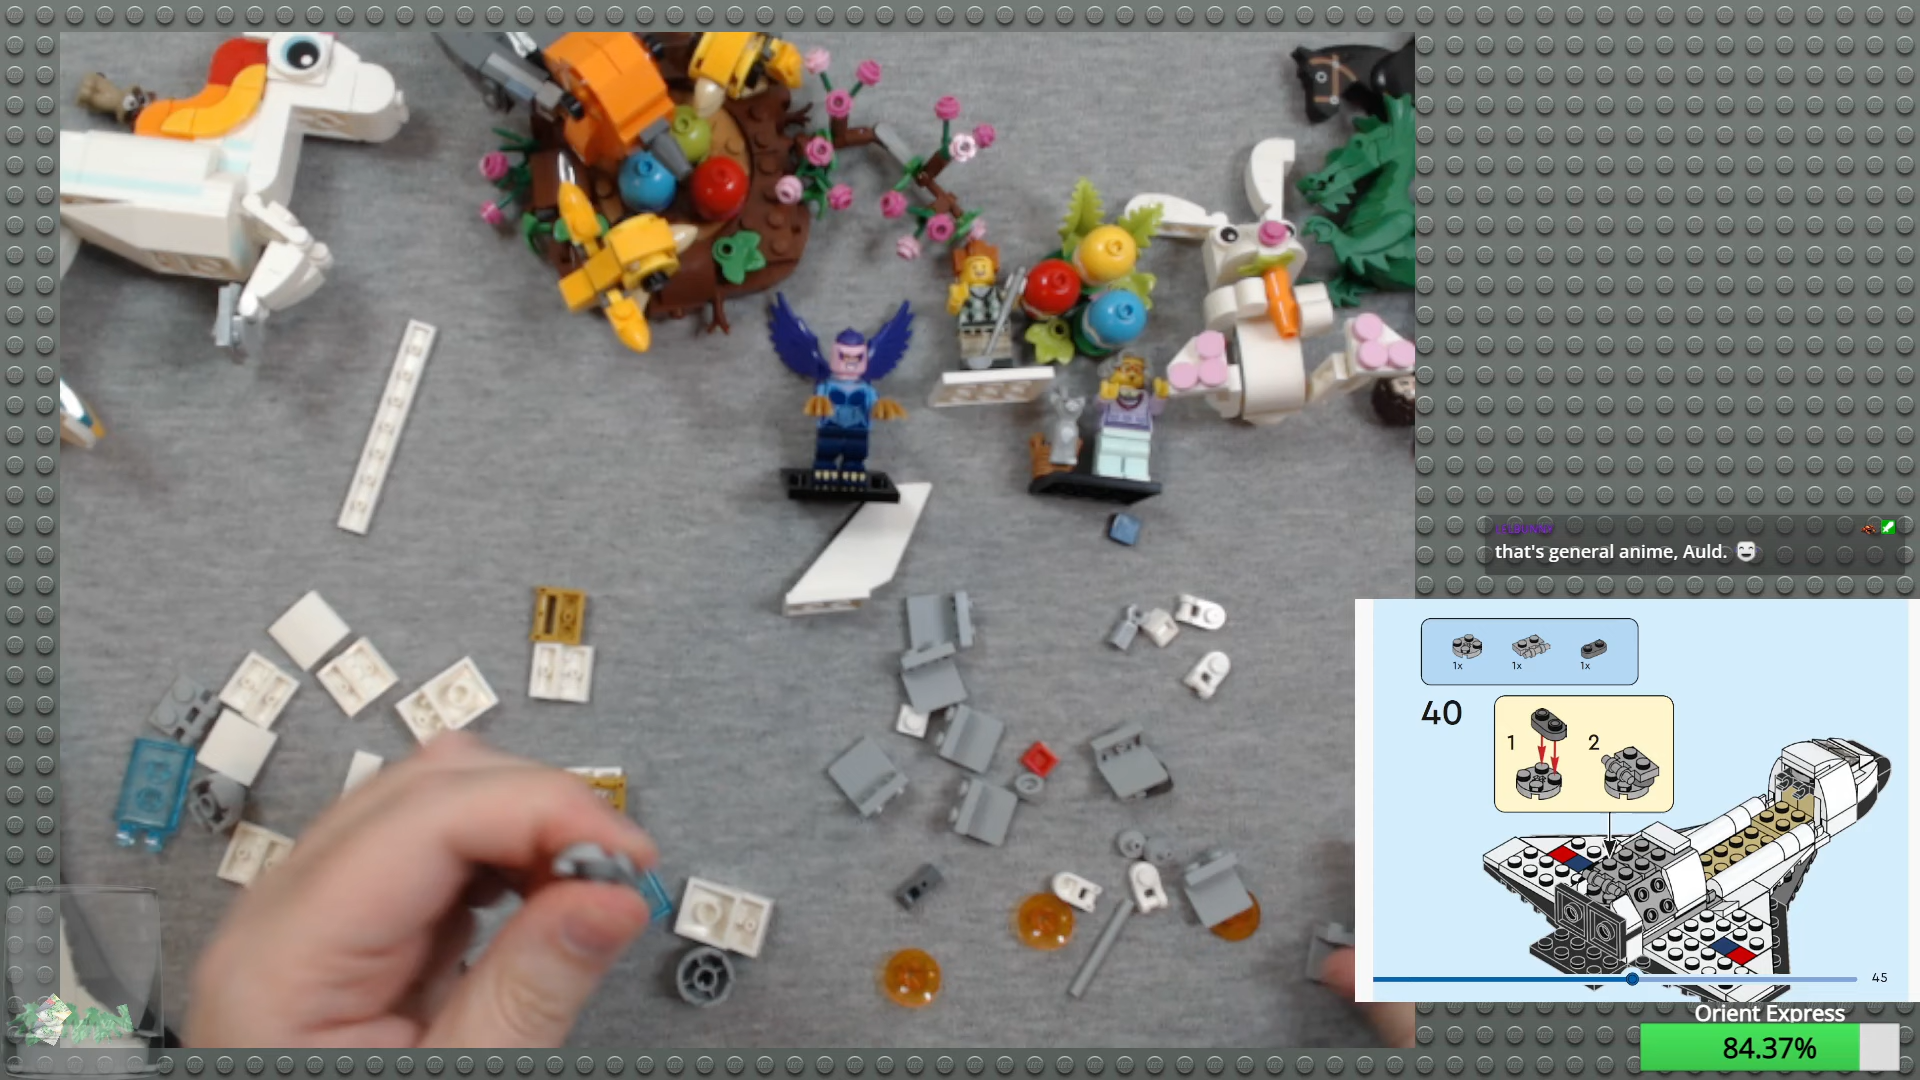 that's general anime, Auld.
1x 1x 1x
40
1 2
45
Orient Express
84.37%